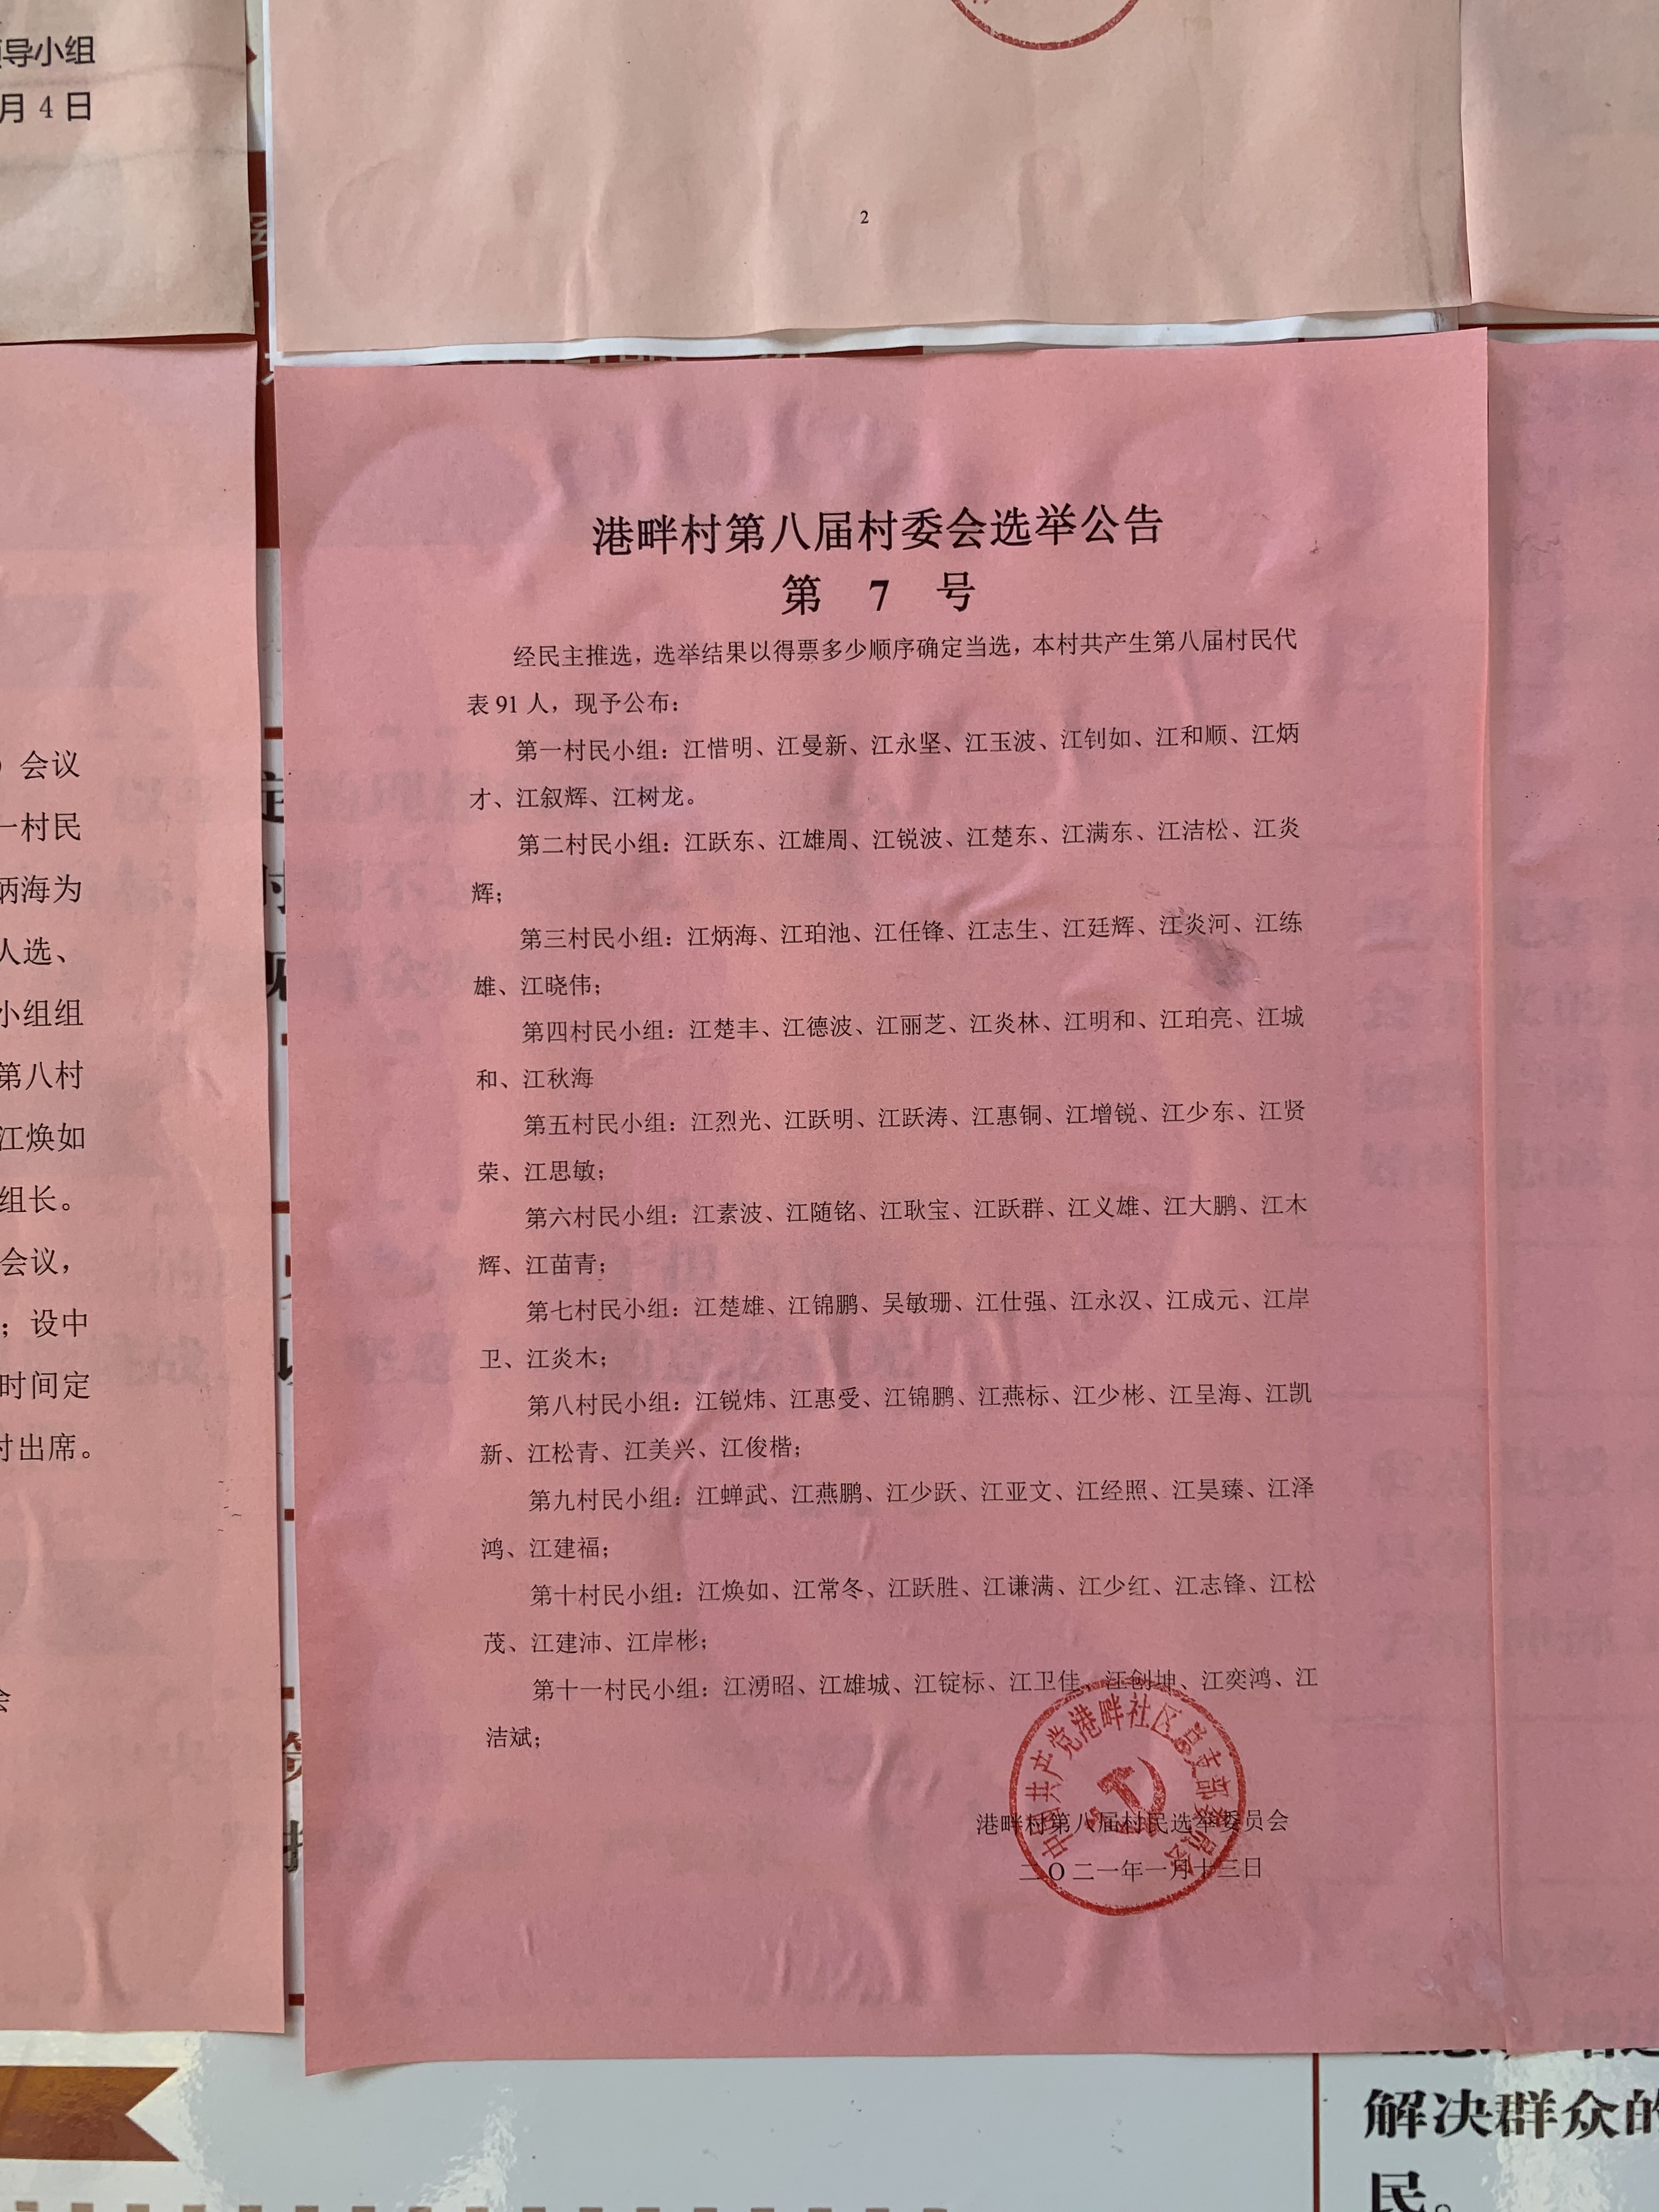 导小组
月 4 日
2
会议
一村民
炳海为
人选、
小组组
第八村
江焕如
组长。
会议，
；设中
时间定
村出席。
会
港畔村第八届村委会选举公告
第 7 号
经民主推选，选举结果以得票多少顺序确定当选，本村共产生第八届村民代
表 91 人，现予公布：
第一村民小组：江惜明、江曼新、江永坚、江玉波、江钊如、江和顺、江炳
才、江叙辉、江树龙。
第二村民小组：江跃东、江雄周、江锐波、江楚东、江满东、江洁松、江炎
辉；
第三村民小组：江炳海、江珀池、江任锋、江志生、江廷辉、江炎河、江练
雄、江晓伟；
第四村民小组：江楚丰、江德波、江丽芝、江炎林、江明和、江珀亮、江城
和、江秋海
第五村民小组：江烈光、江跃明、江跃涛、江惠铜、江增锐、江少东、江贤
荣、江思敏；
第六村民小组：江素波、江随铭、江耿宝、江跃群、江义雄、江大鹏、江木
辉、江苗青；
第七村民小组：江楚雄、江锦鹏、吴敏珊、江仕强、江永汉、江成元、江岸
卫、江炎木；
第八村民小组：江锐炜、江惠受、江锦鹏、江燕标、江少彬、江呈海、江凯
新、江松青、江美兴、江俊楷；
第九村民小组：江蝉武、江燕鹏、江少跃、江亚文、江经照、江昊臻、江泽
鸿、江建福；
第十村民小组：江焕如、江常冬、江跃胜、江谦满、江少红、江志锋、江松
茂、江建沛、江岸彬；
第十一村民小组：江湧昭、江雄城、江锭标、江卫佳、江创坤、江奕鸿、江
洁斌；
中国共产党港畔社区总支部委员会
港畔村第八届村民选举委员会
二O二一年一月十三日
解决群众的
民。